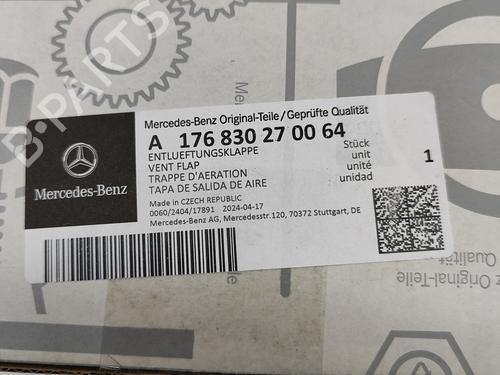 B-PARTS
Mercedes-Benz Original-Teile/Geprüfte Qualität
A 176 830 27 00 64
ENTLUEFTUNGSKLAPPE Stück
VENT FLAP unit
TRAPPE D'AERATION unité
TAPA DE SALIDA DE AIRE unidad
1
Made in CZECH REPUBLIC
0060/2404/17891 2024-04-17
Mercedes-Benz AG, Mercedesstr.120, 70372 Stuttgart, DE
Mercedes-Benz
z Original-Teile